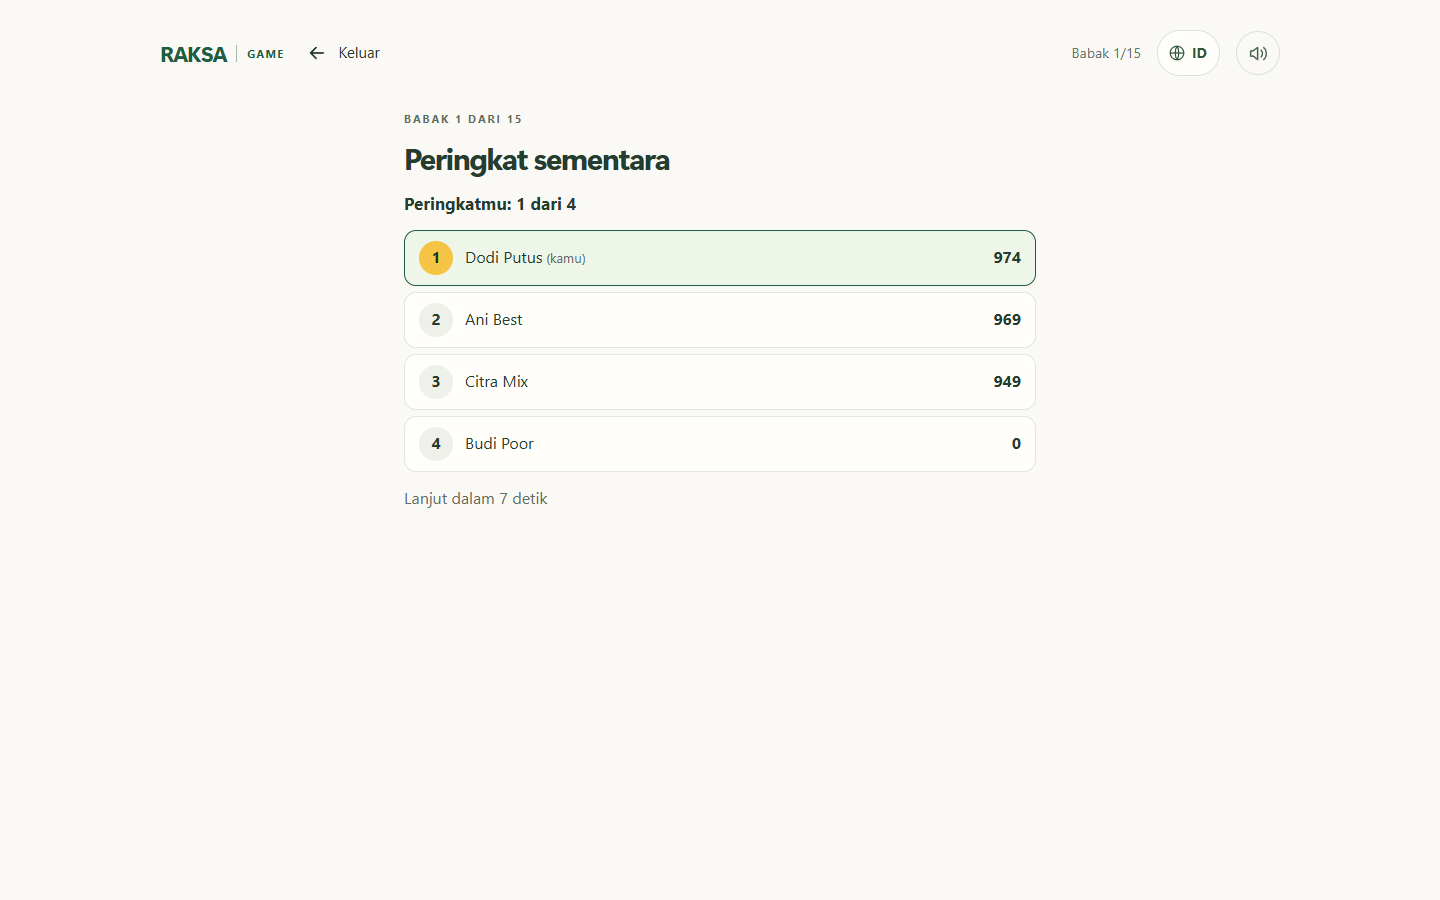 RAKSA GAME Keluar Babak 1/15 ID
BABAK 1 DARI 15
Peringkat sementara
Peringkatmu: 1 dari 4
1 Dodi Putus (kamu) 974
2 Ani Best 969
3 Citra Mix 949
4 Budi Poor 0
Lanjut dalam 7 detik